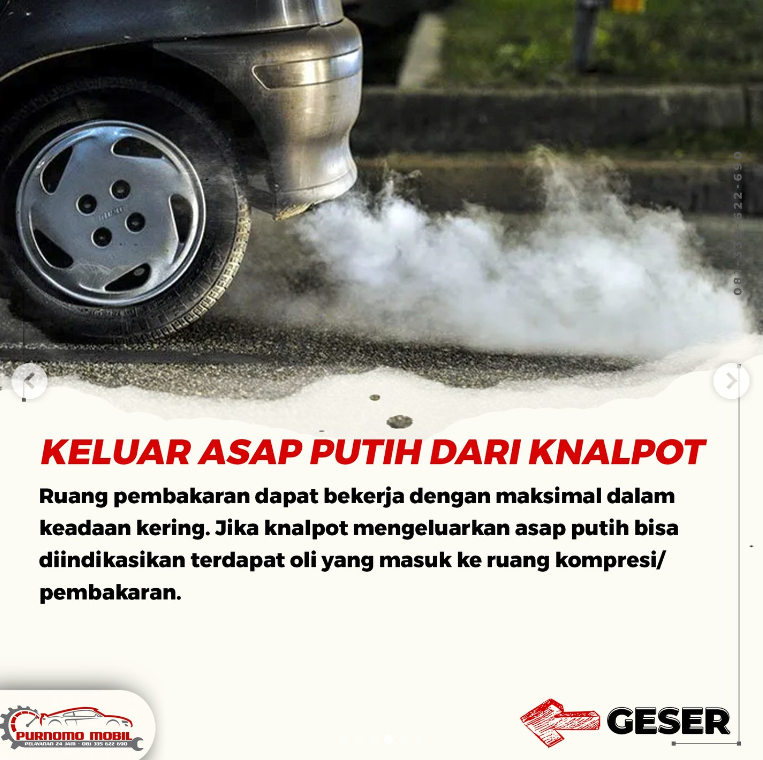 KELUAR ASAP PUTIH DARI KNALPOT
Ruang pembakaran dapat bekerja dengan maksimal dalam
keadaan kering. Jika knalpot mengeluarkan asap putih bisa
diindikasikan terdapat oli yang masuk ke ruang kompresi/
pembakaran.
PURNOMO MOBIL
PELAYANAN 24 JAM - 081 335 622 690
GESER